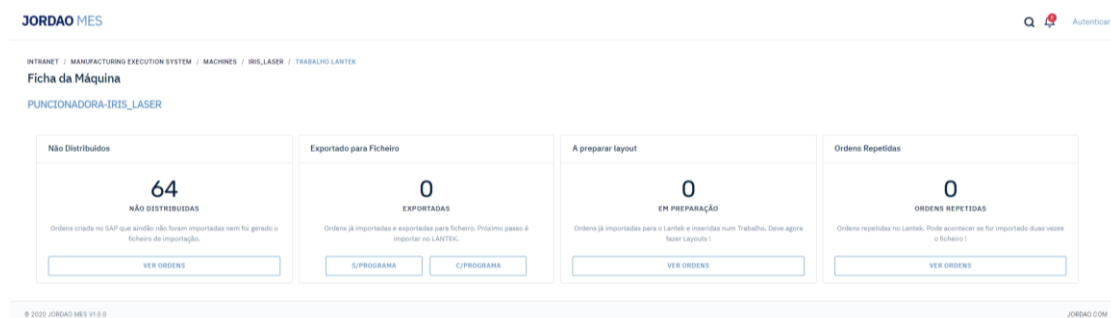 JORDAO MES
2
Autenticar
INTRANET / MANUFACTURING EXECUTION SYSTEM / MACHINES / IRIS_LASER / TRABALHO LANTEK
Ficha da Máquina
PUNCIONADORA-IRIS_LASER
Não Distribuidos
64
NÃO DISTRIBUIDAS
Ordens criada no SAP que aindão não foram importadas nem foi gerado o
ficheiro de importação.
VER ORDENS
Exportado para Ficheiro
0
EXPORTADAS
Ordens já importadas e exportadas para ficheiro. Próximo passo é
importar no LANTEK.
S/PROGRAMA
C/PROGRAMA
A preparar layout
0
EM PREPARAÇÃO
Ordens já importadas para o Lantek e inseridas num Trabalho. Deve agora
fazer Layouts !
VER ORDENS
Ordens Repetidas
0
ORDENS REPETIDAS
Ordens repetidas no Lantek. Pode acontecer se for importado duas vezes
o ficheiro !
VER ORDENS
© 2020 JORDAO MES V1.0.0
JORDAO.COM